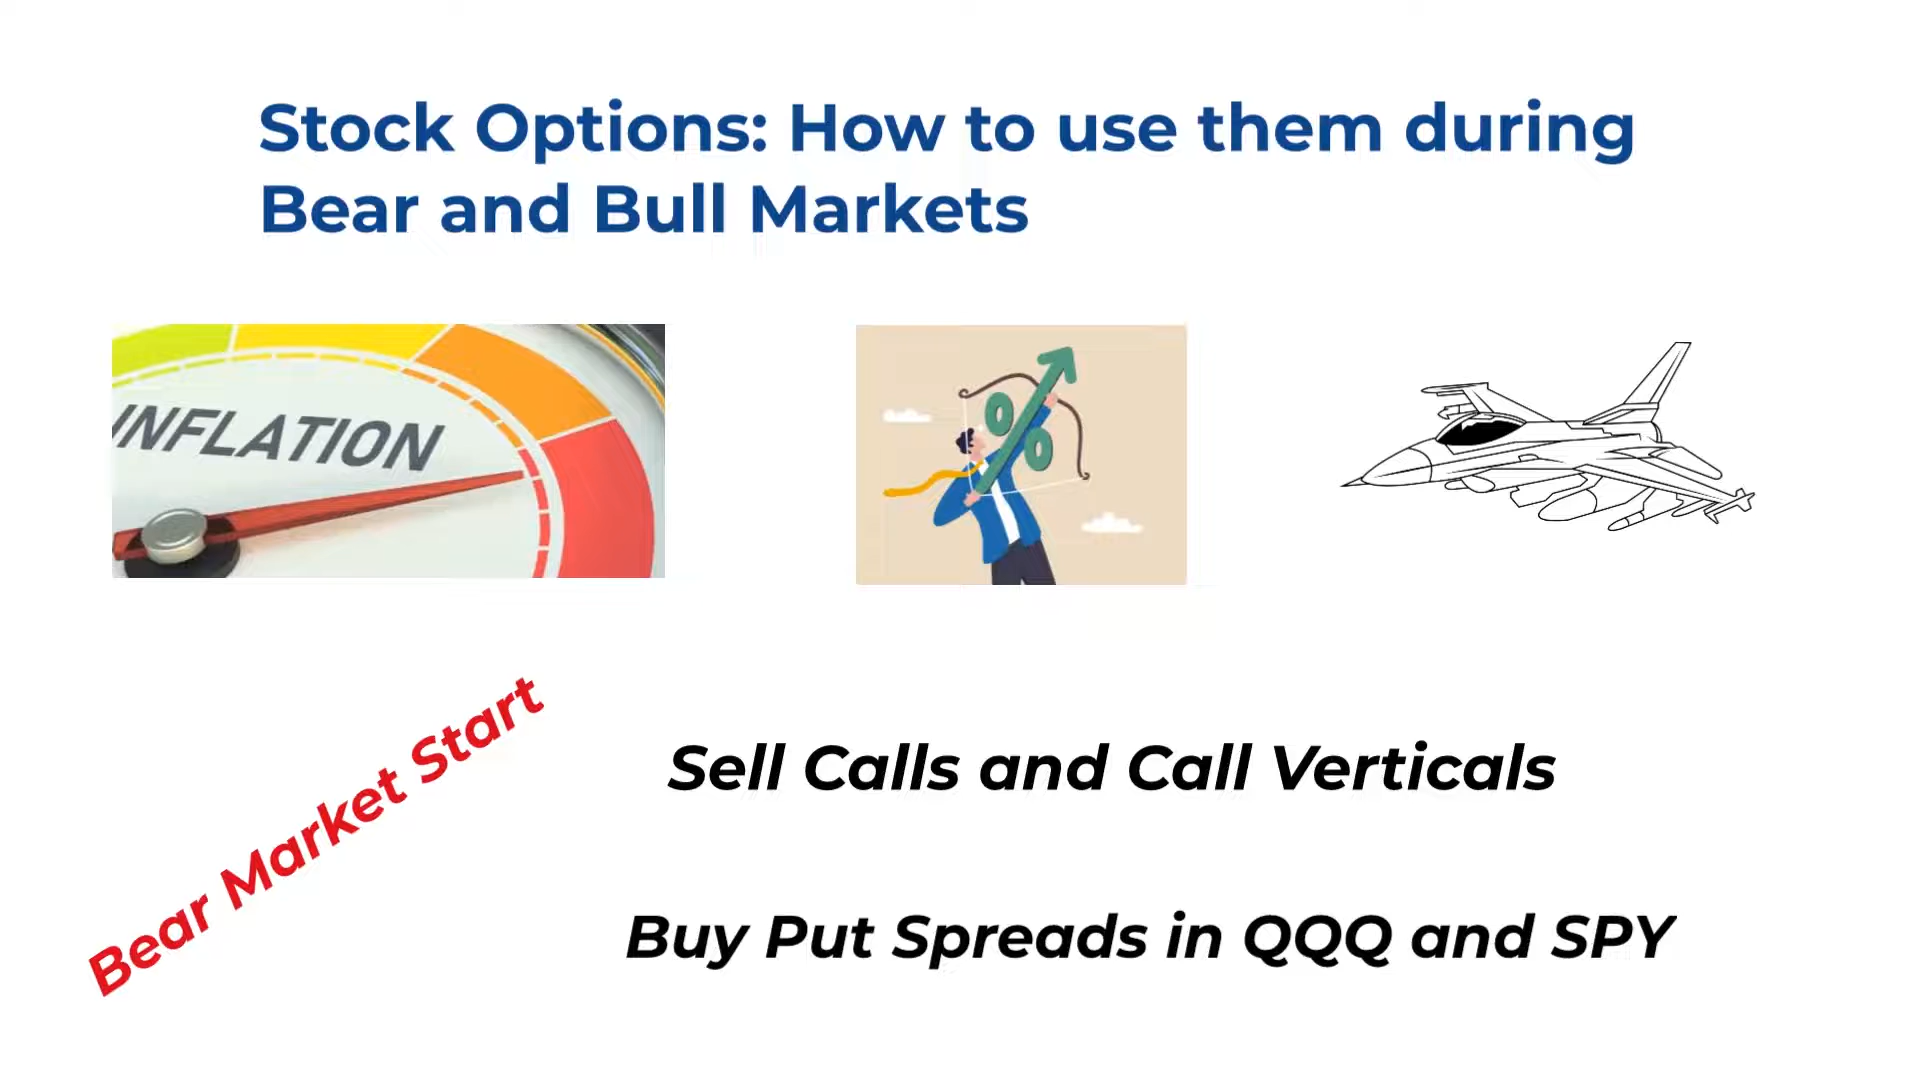 Stock Options: How to use them during
Bear and Bull Markets
INFLATION
%
Bear Market Start
Sell Calls and Call Verticals
Buy Put Spreads in QQQ and SPY